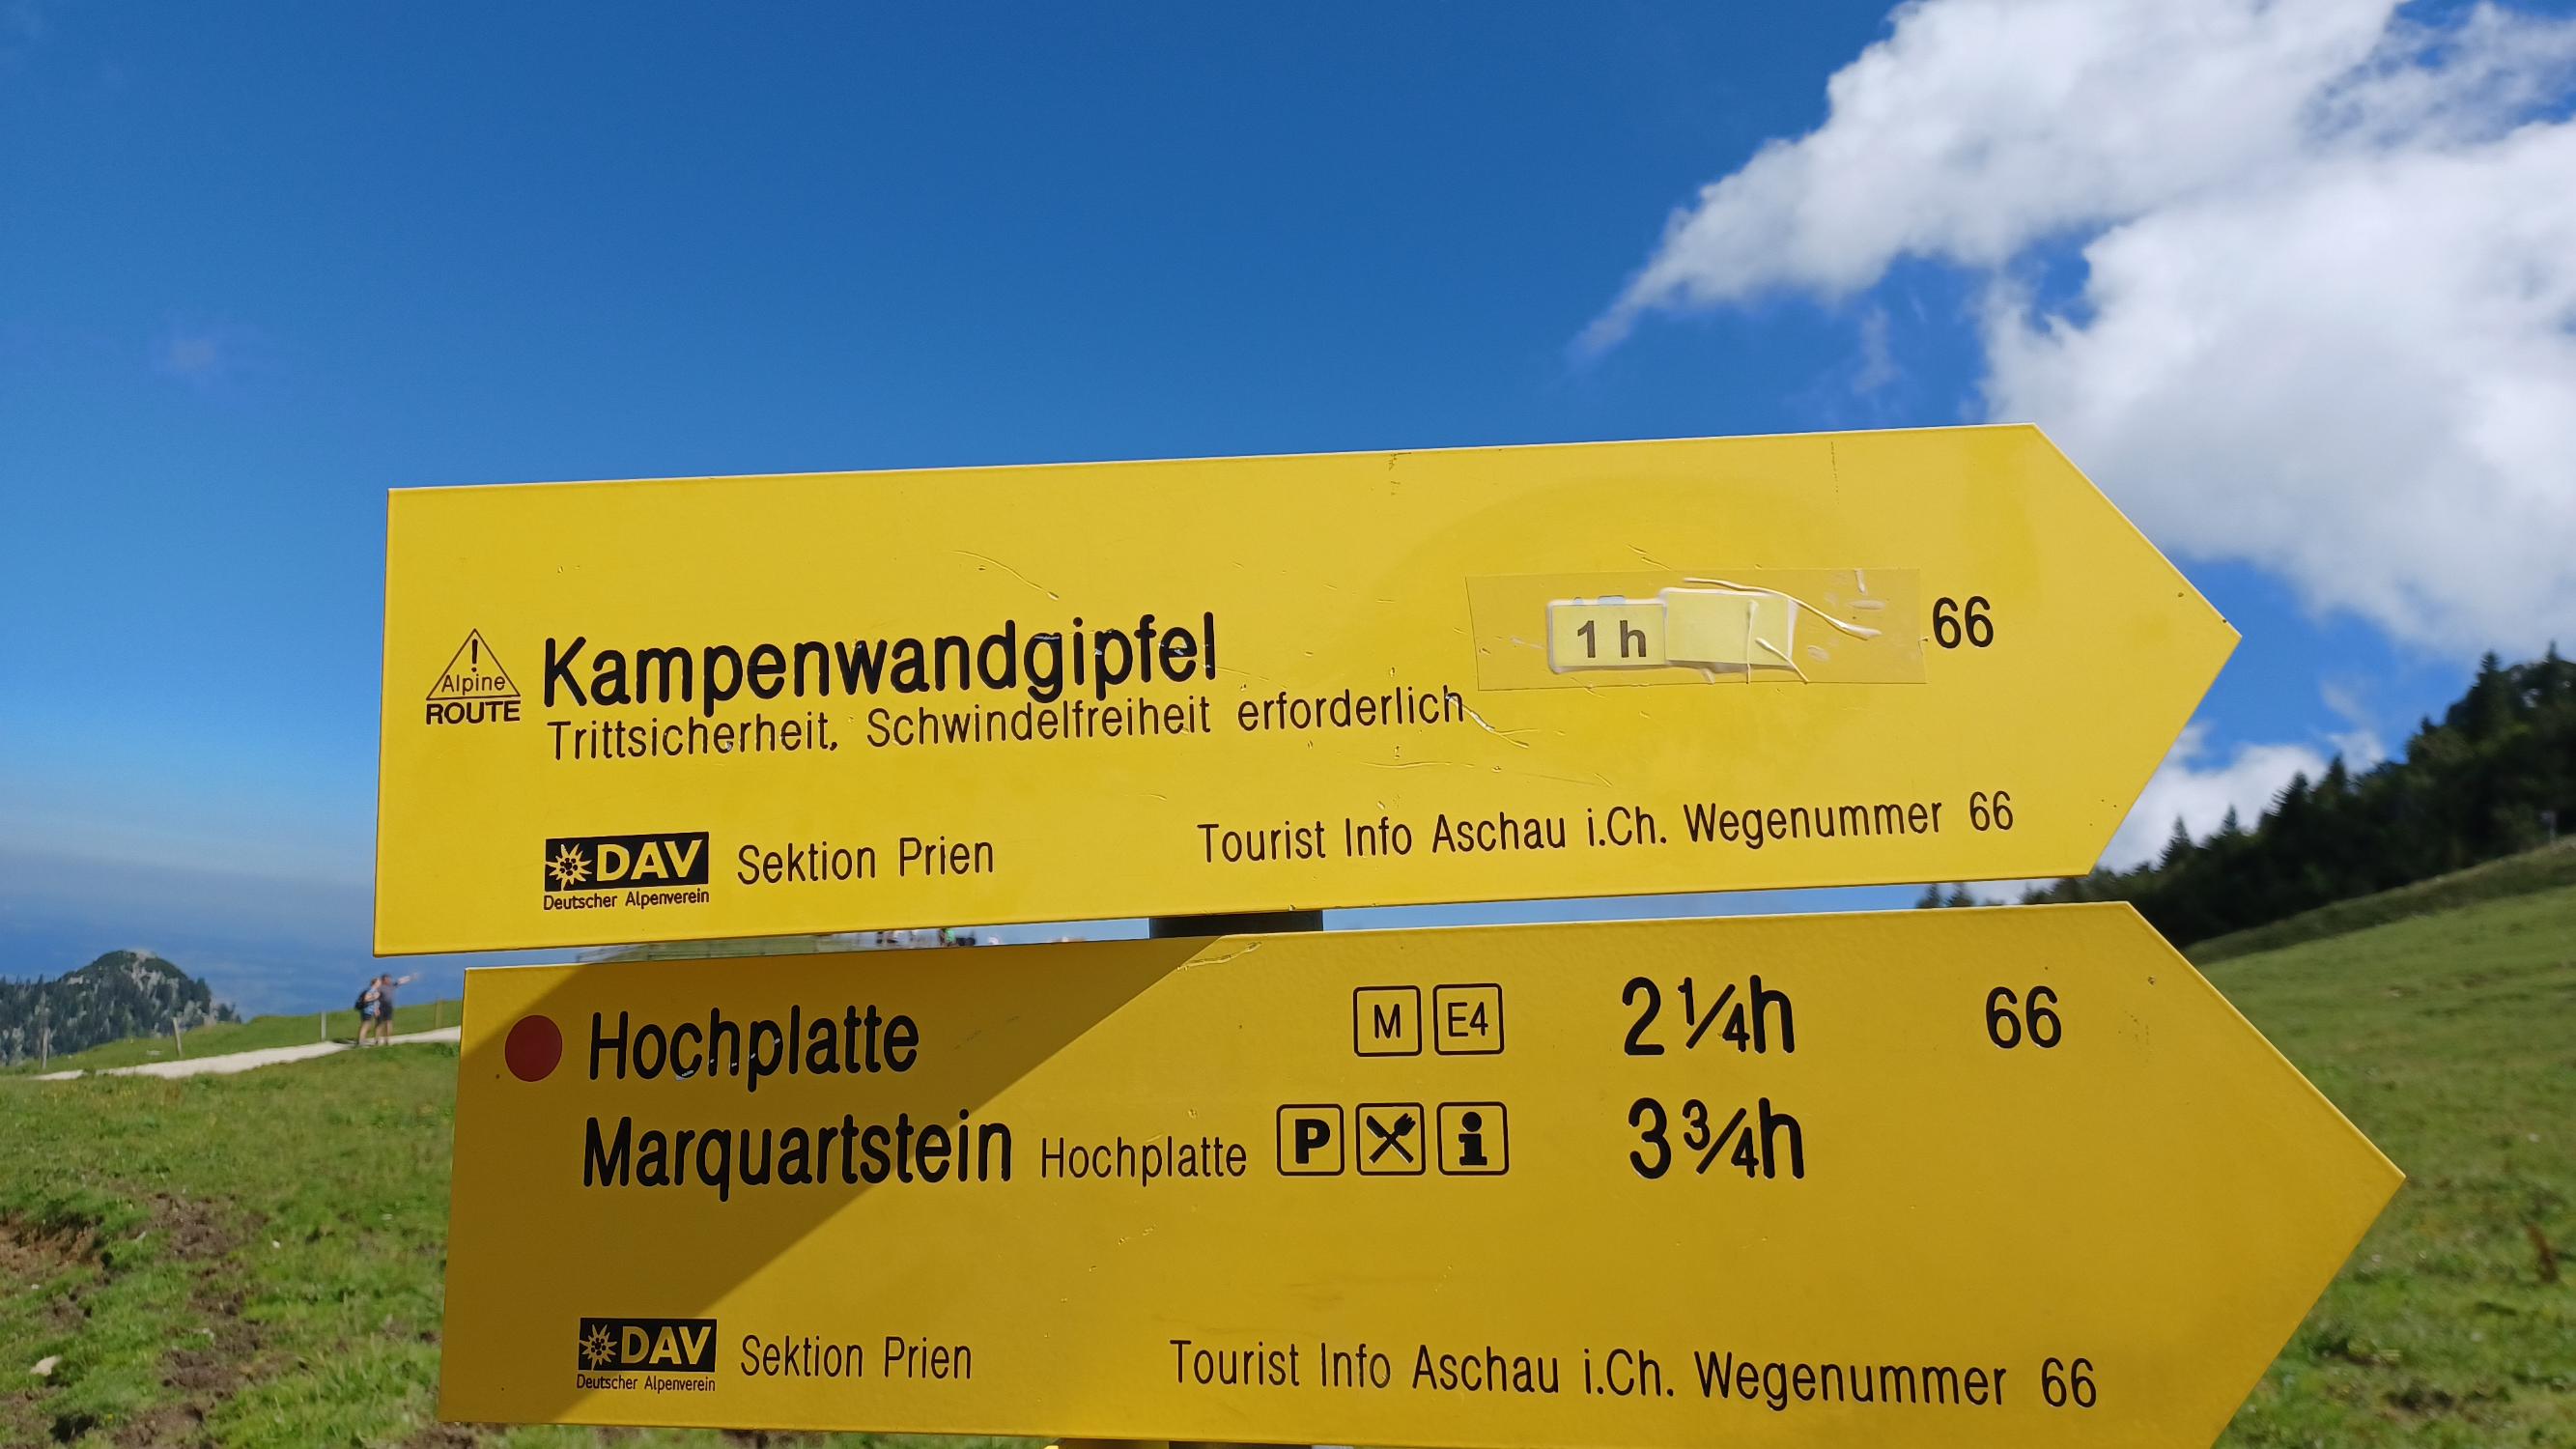 Kampenwandgipfel 1 h 66
! Alpine
ROUTE
Trittsicherheit, Schwindelfreiheit erforderlich
DAV Sektion Prien Tourist Info Aschau i.Ch. Wegenummer 66
Deutscher Alpenverein
Hochplatte M E4 2¼h 66
Marquartstein Hochplatte P i 3¾h
DAV Sektion Prien Tourist Info Aschau i.Ch. Wegenummer 66
Deutscher Alpenverein